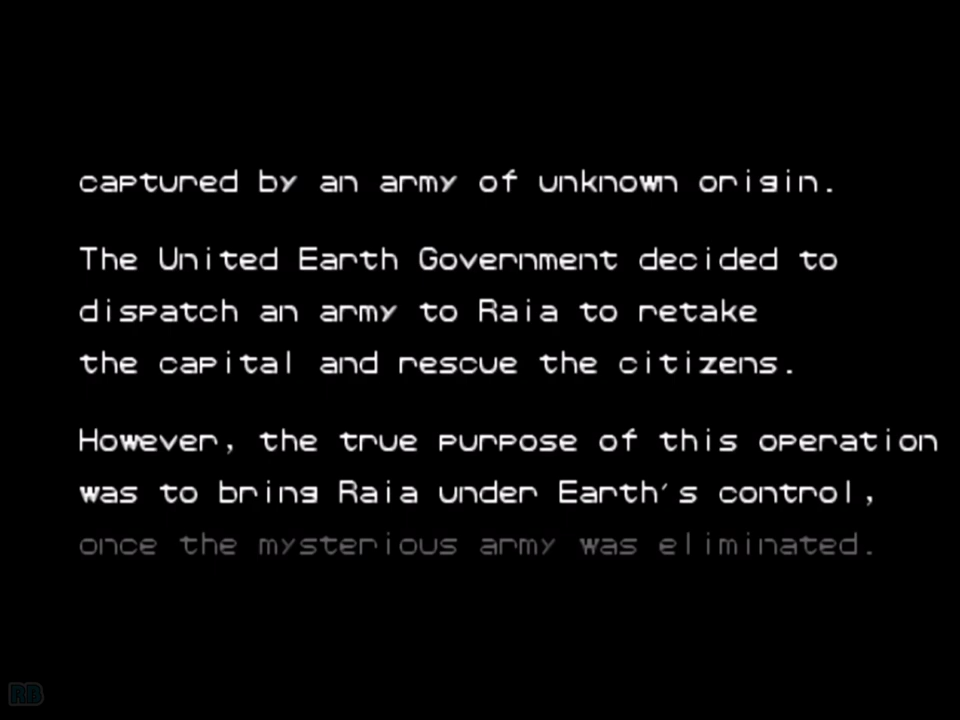 captured by an army of unknown origin.
The United Earth Government decided to
dispatch an army to Raia to retake
the capital and rescue the citizens.
However, the true purpose of this operation
was to bring Raia under Earth's control,
once the mysterious army was eliminated.
RB